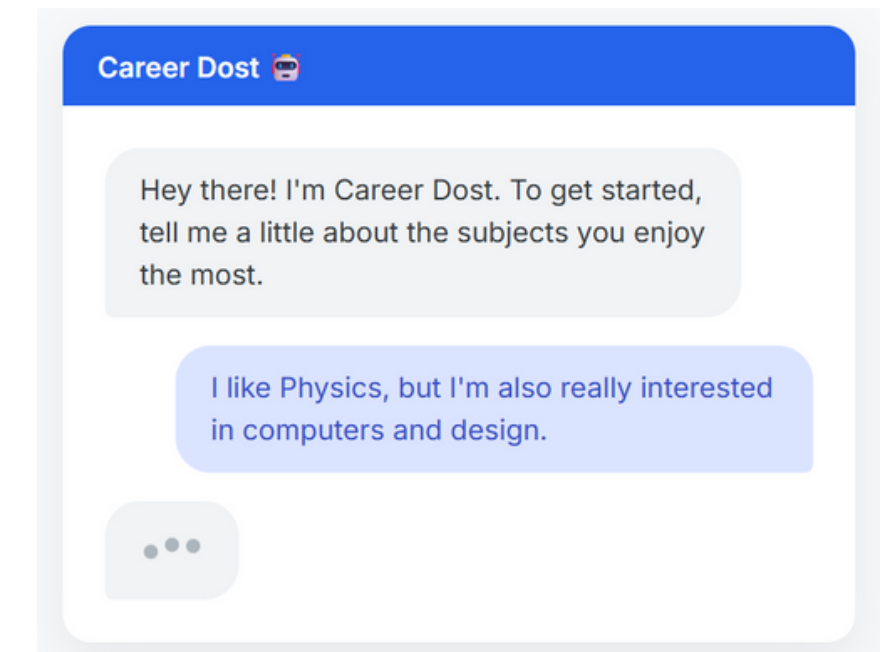 Career Dost 🤖
Hey there! I'm Career Dost. To get started,
tell me a little about the subjects you enjoy
the most.
I like Physics, but I'm also really interested
in computers and design.